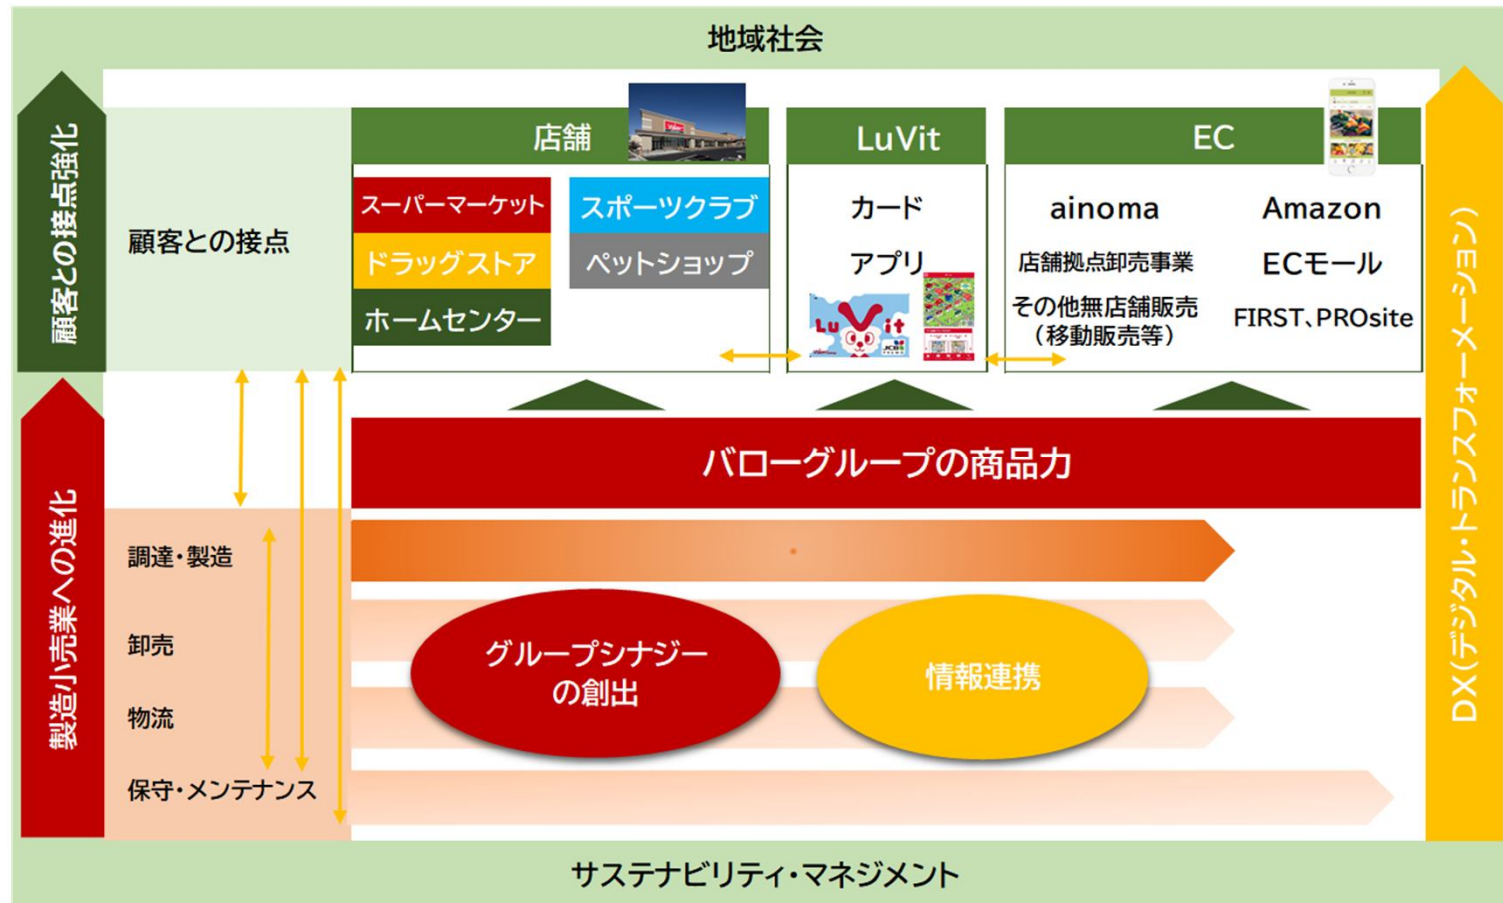 地域社会
顧客との接点強化
顧客との接点
店舗
スーパーマーケット
ドラッグストア
ホームセンター
スポーツクラブ
ペットショップ
LuVit
カード
アプリ
LuVit
JCB
EC
ainoma
店舗拠点卸売事業
その他無店舗販売
(移動販売等)
Amazon
ECモール
FIRST、PROsite
バローグループの商品力
製造小売業への進化
調達・製造
卸売
物流
保守・メンテナンス
グループシナジー
の創出
情報連携
DX(デジタル・トランスフォーメーション)
サステナビリティ・マネジメント